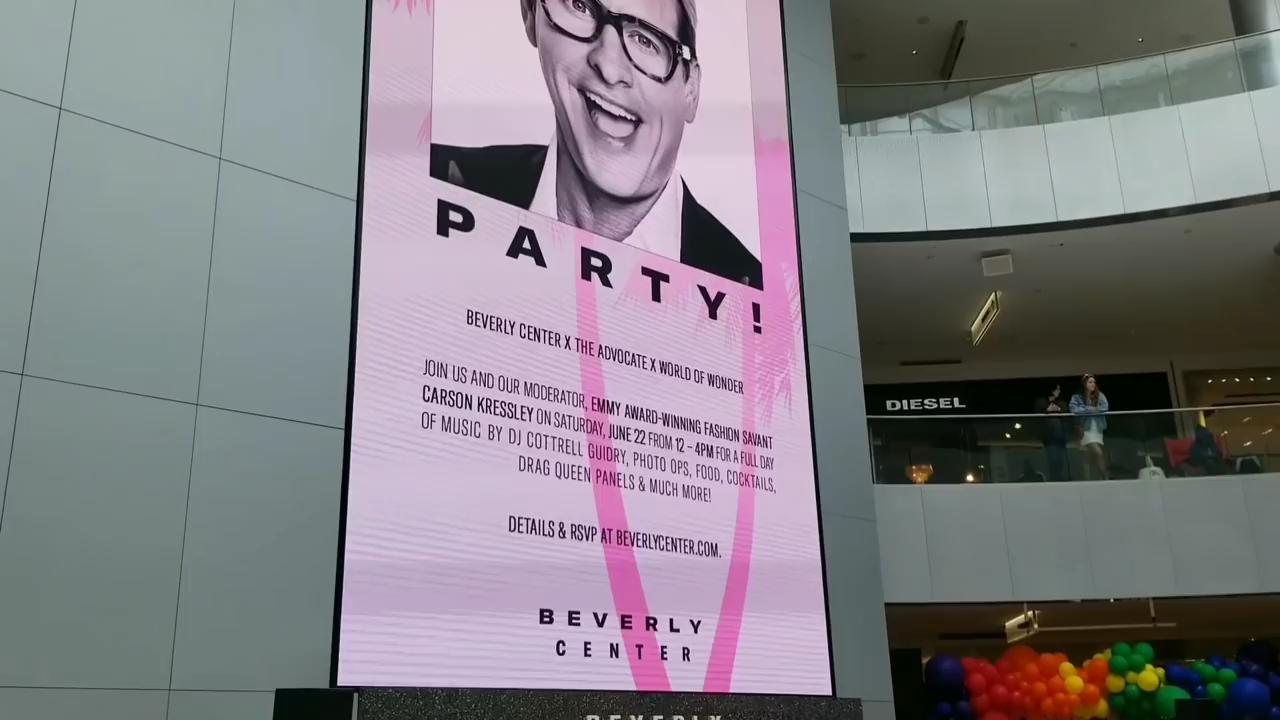 PARTY!
BEVERLY CENTER X THE ADVOCATE X WORLD OF WONDER
JOIN US AND OUR MODERATOR, EMMY AWARD-WINNING FASHION SAVANT
CARSON KRESSLEY ON SATURDAY, JUNE 22 FROM 12 – 4PM FOR A FULL DAY
OF MUSIC BY DJ COTTRELL GUIDRY, PHOTO OPS, FOOD, COCKTAILS,
DRAG QUEEN PANELS & MUCH MORE!
DETAILS & RSVP AT BEVERLYCENTER.COM.
BEVERLY
CENTER
BEVERLY
DIESEL